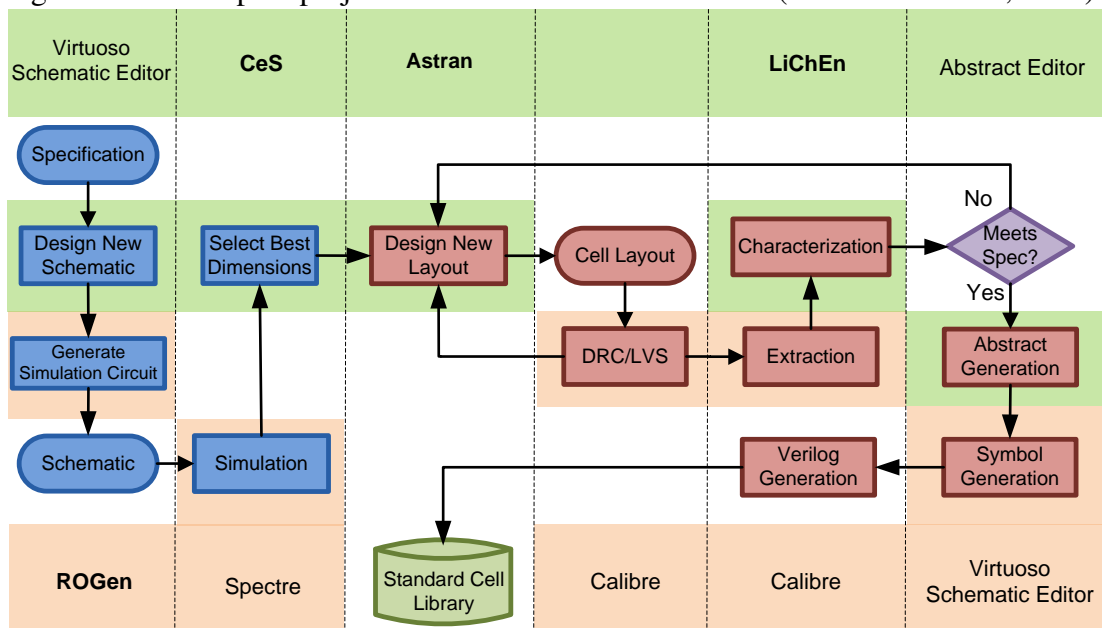 Virtuoso
Schematic Editor
CeS
Astran
LiChEn
Abstract Editor
Specification
No
Design New
Schematic
Select Best
Dimensions
Design New
Layout
Cell Layout
Characterization
Meets
Spec?
Yes
Generate
Simulation Circuit
DRC/LVS
Extraction
Abstract
Generation
Schematic
Simulation
Verilog
Generation
Symbol
Generation
ROGen
Spectre
Standard Cell
Library
Calibre
Calibre
Virtuoso
Schematic Editor